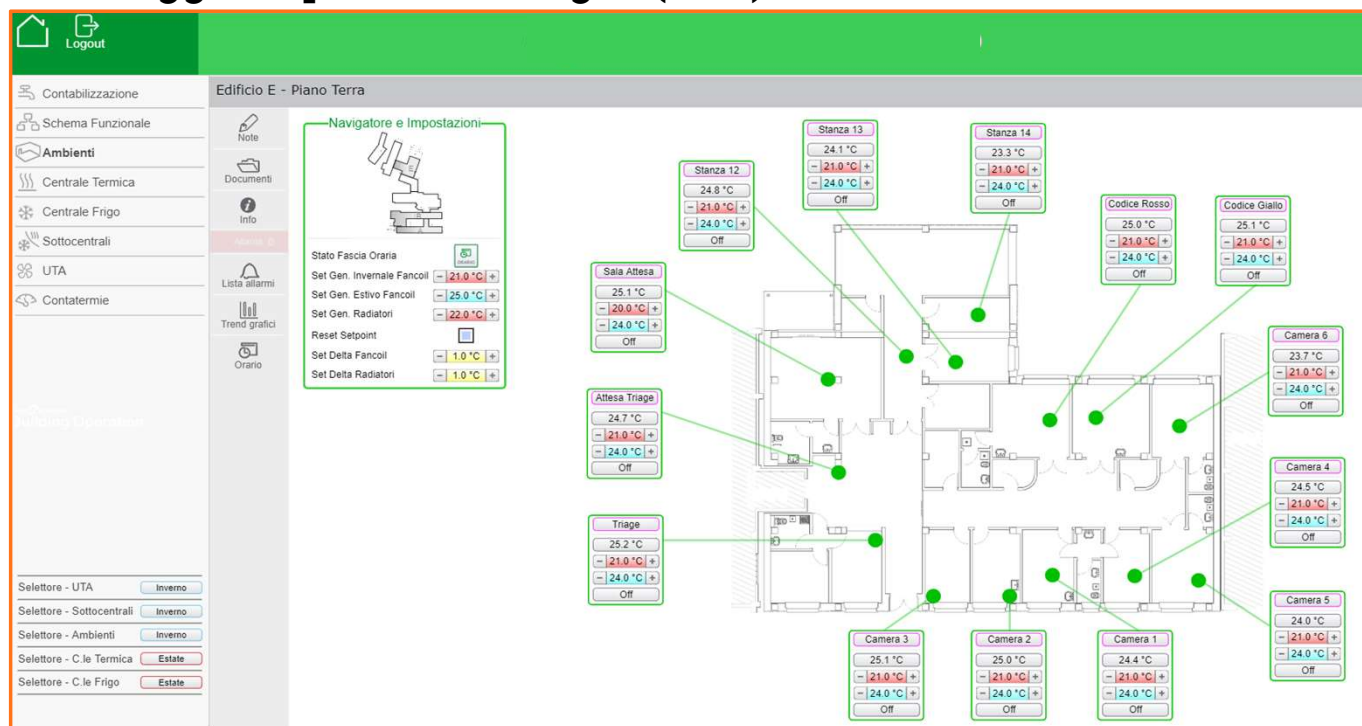 Logout
Contabilizzazione
Schema Funzionale
Ambienti
Centrale Termica
Centrale Frigo
Sottocentrali
UTA
Contatermie
Selettore - UTA Inverno
Selettore - Sottocentrali Inverno
Selettore - Ambienti Inverno
Selettore - C.le Termica Estate
Selettore - C.le Frigo Estate
Edificio E - Piano Terra
Note
Documenti
Info
Lista allarmi
Trend grafici
Orario
Navigatore e Impostazioni
Stato Fascia Oraria
Set Gen. Invernale Fancoil - 21.0 °C +
Set Gen. Estivo Fancoil - 25.0 °C +
Set Gen. Radiatori - 22.0 °C +
Reset Setpoint
Set Delta Fancoil - 1.0 °C +
Set Delta Radiatori - 1.0 °C +
Stanza 13
24.1 °C
- 21.0 °C +
- 24.0 °C +
Off
Stanza 14
23.3 °C
- 21.0 °C +
- 24.0 °C +
Off
Stanza 12
24.8 °C
- 21.0 °C +
- 24.0 °C +
Off
Codice Rosso
25.0 °C
- 21.0 °C +
- 24.0 °C +
Off
Codice Giallo
25.1 °C
- 21.0 °C +
- 24.0 °C +
Off
Sala Attesa
25.1 °C
- 20.0 °C +
- 24.0 °C +
Off
Camera 6
23.7 °C
- 21.0 °C +
- 24.0 °C +
Off
Attesa Triage
24.7 °C
- 21.0 °C +
- 24.0 °C +
Off
Camera 4
24.5 °C
- 21.0 °C +
- 24.0 °C +
Off
Triage
25.2 °C
- 21.0 °C +
- 24.0 °C +
Off
Camera 5
24.0 °C
- 21.0 °C +
- 24.0 °C +
Off
Camera 3
25.1 °C
- 21.0 °C +
- 24.0 °C +
Off
Camera 2
25.0 °C
- 21.0 °C +
- 24.0 °C +
Off
Camera 1
24.4 °C
- 21.0 °C +
- 24.0 °C +
Off